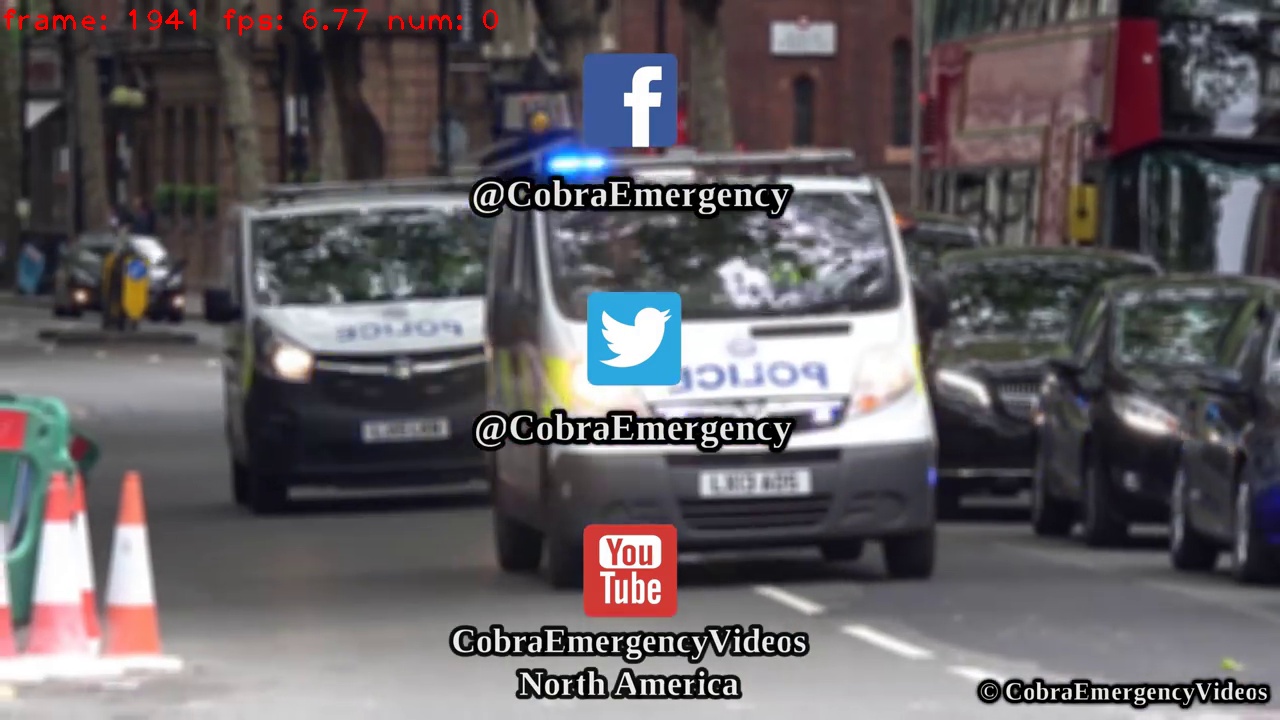 frame: 1941 fps: 6.77 num: 0
f
@CobraEmergency
POLICE
POLICE
@CobraEmergency
You
Tube
CobraEmergencyVideos
North America
© CobraEmergencyVideos